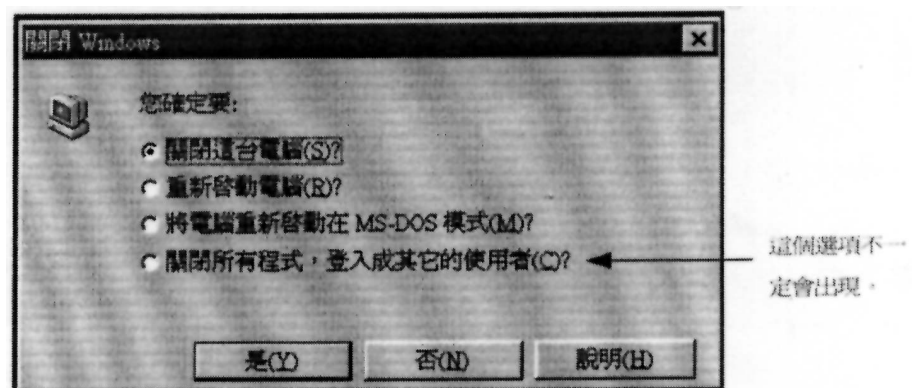 關閉 Windows
您確定要:
關閉這台電腦(S)?
重新啓動電腦(R)?
將電腦重新啓動在 MS-DOS 模式(M)?
關閉所有程式，登入成其它的使用者(C)?
這個選項不一
定會出現。
是(Y)
否(N)
說明(H)